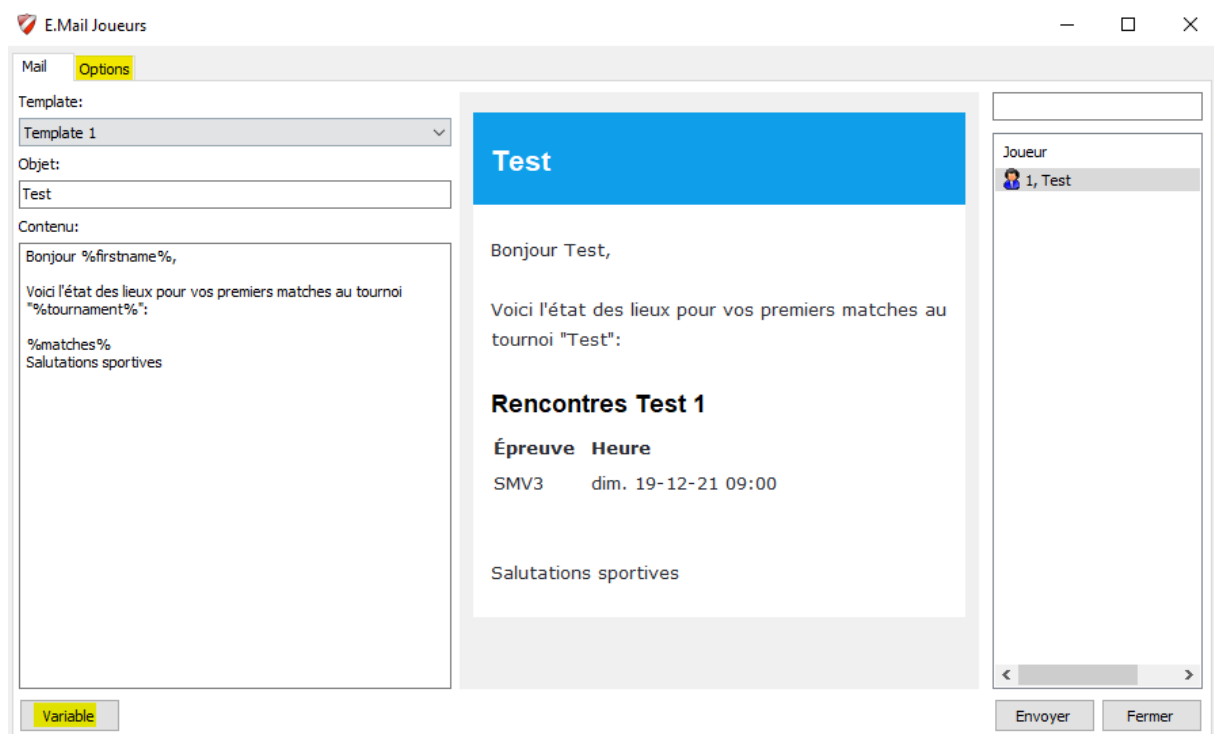 E.Mail Joueurs
Mail Options
Template:
Template 1
Objet:
Test
Contenu:
Bonjour %firstname%,
Voici l'état des lieux pour vos premiers matches au tournoi
"%tournament%":
%matches%
Salutations sportives
Variable
Test
Bonjour Test,
Voici l'état des lieux pour vos premiers matches au
tournoi "Test":
Rencontres Test 1
Épreuve Heure
SMV3 dim. 19-12-21 09:00
Salutations sportives
Joueur
1, Test
Envoyer Fermer